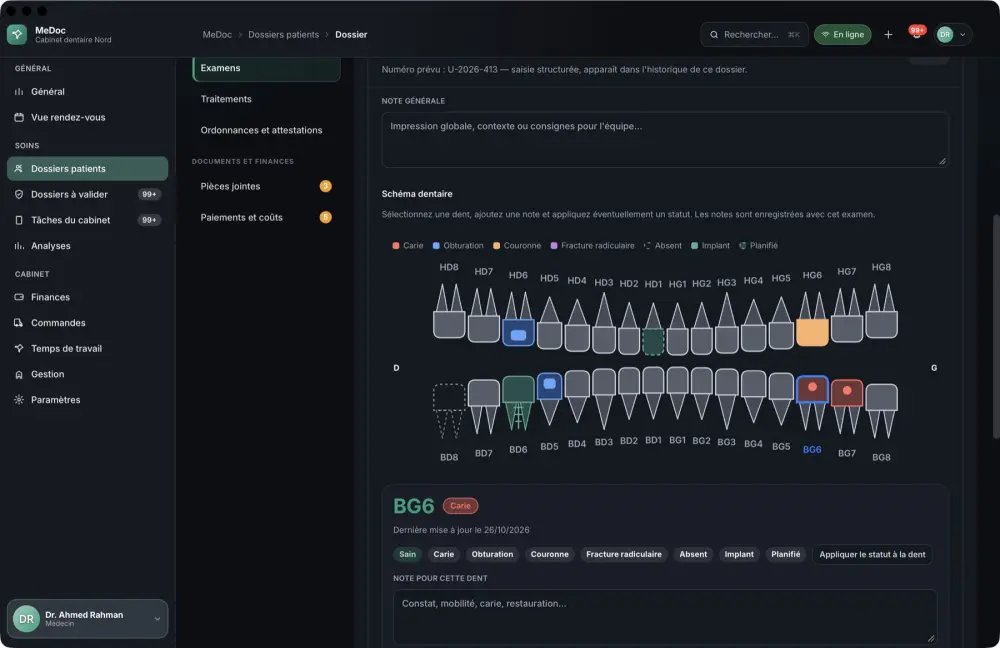 MeDoc
Cabinet dentaire Nord
MeDoc > Dossiers patients > Dossier
Rechercher... ⌘K
En ligne
99+
DR
GÉNÉRAL
Général
Vue rendez-vous
SOINS
Dossiers patients
Dossiers à valider 99+
Tâches du cabinet 99+
Analyses
CABINET
Finances
Commandes
Temps de travail
Gestion
Paramètres
DR
Dr. Ahmed Rahman
Médecin
Examens
Traitements
Ordonnances et attestations
DOCUMENTS ET FINANCES
Pièces jointes 3
Paiements et coûts 5
Numéro prévu : U-2026-413 — saisie structurée, apparaît dans l'historique de ce dossier.
NOTE GÉNÉRALE
Impression globale, contexte ou consignes pour l'équipe...
Schéma dentaire
Sélectionnez une dent, ajoutez une note et appliquez éventuellement un statut. Les notes sont enregistrées avec cet examen.
Carie Obturation Couronne Fracture radiculaire Absent Implant Planifié
HD8 HD7 HD6 HD5 HD4 HD3 HD2 HD1 HG1 HG2 HG3 HG4 HG5 HG6 HG7 HG8
D G
BD8 BD7 BD6 BD5 BD4 BD3 BD2 BD1 BG1 BG2 BG3 BG4 BG5 BG6 BG7 BG8
BG6 Carie
Dernière mise à jour le 26/10/2026
Sain Carie Obturation Couronne Fracture radiculaire Absent Implant Planifié Appliquer le statut à la dent
NOTE POUR CETTE DENT
Constat, mobilité, carie, restauration...